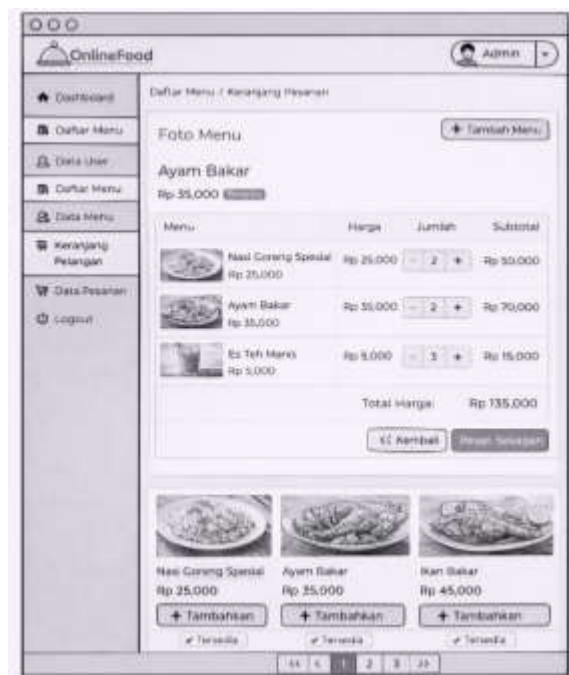 OnlineFood
Admin
Dashboard
Daftar Menu
Data User
Daftar Menu
Data Menu
Keranjang
Pelangan
Data Pesanan
Logout
Daftar Menu / Keranjang Pesanan
Foto Menu
+ Tambah Menu
Ayam Bakar
Rp 35,000
Menu Harga Jumlah Subtotal
Nasi Goreng Spesial Rp 25,000 - 2 + Rp 50,000
Rp 25,000
Ayam Bakar Rp 35,000 - 2 + Rp 70,000
Rp 35,000
Es Teh Manis Rp 5,000 - 3 + Rp 15,000
Rp 5,000
Total Harga: Rp 135,000
Kembali Pesan Sekagen
Nasi Goreng Spesial Ayam Bakar Ikan Bakar
Rp 25,000 Rp 35,000 Rp 45,000
+ Tambahkan + Tambahkan + Tambahkan
✔ Tersedia ✔ Tersedia ✔ Tersedia
<< < 1 2 3 >>